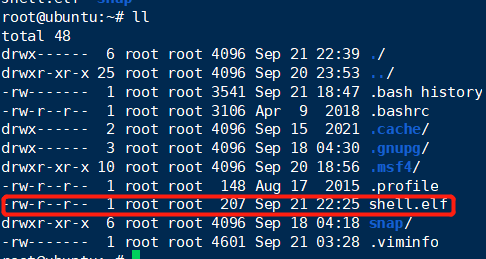 shell.elf snap
root@ubuntu:~# ll
total 48
drwx------  6 root root 4096 Sep 21 22:39 ./
drwxr-xr-x 25 root root 4096 Sep 20 23:53 ../
-rw-------  1 root root 3541 Sep 21 18:47 .bash history
-rw-r--r--  1 root root 3106 Apr  9  2018 .bashrc
drwx------  2 root root 4096 Sep 15  2021 .cache/
drwx------  3 root root 4096 Sep 18 04:30 .gnupg/
drwxr-xr-x 10 root root 4096 Sep 20 18:56 .msf4/
-rw-r--r--  1 root root  148 Aug 17  2015 .profile
-rw-r--r--  1 root root  207 Sep 21 22:25 shell.elf
drwxr-xr-x  6 root root 4096 Sep 18 04:18 snap/
-rw-------  1 root root 4601 Sep 21 03:28 .viminfo
root@ubuntu:~#